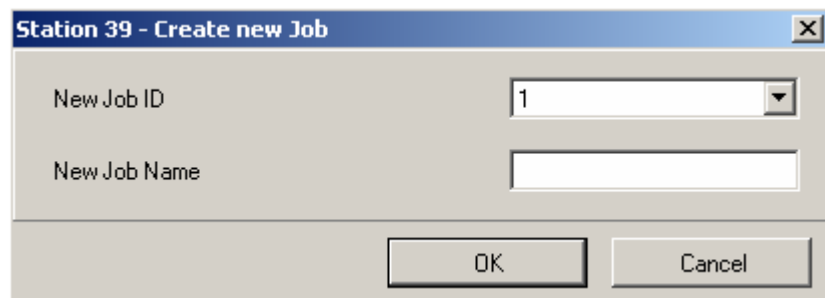 Station 39 - Create new Job
New Job ID 1
New Job Name
OK Cancel